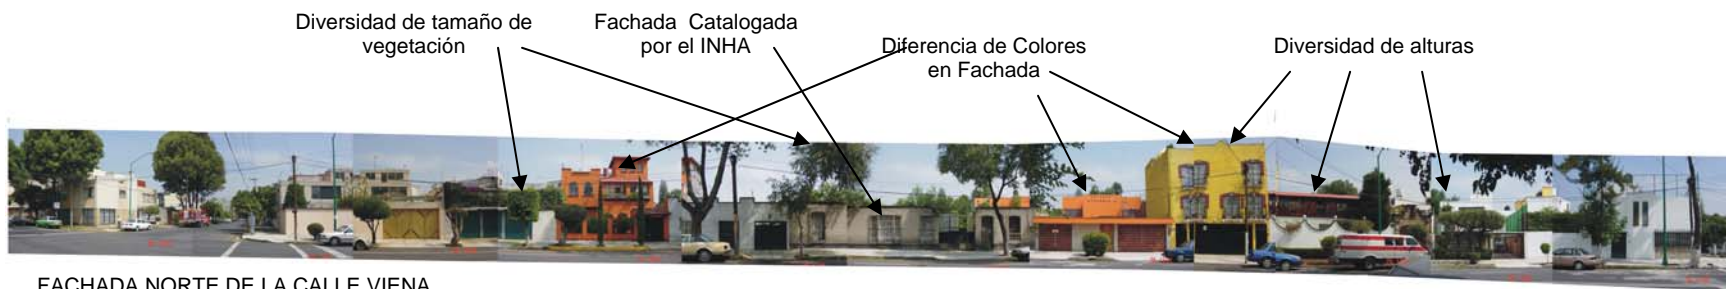 Diversidad de tamaño de
vegetación
Fachada Catalogada
por el INHA
Diferencia de Colores
en Fachada
Diversidad de alturas
FACHADA NORTE DE LA CALLE VIENA